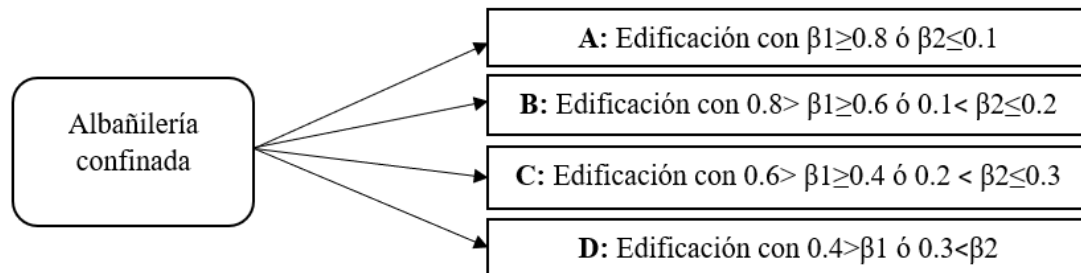 Albañilería
confinada
A: Edificación con β1≥0.8 ó β2≤0.1
B: Edificación con 0.8> β1≥0.6 ó 0.1< β2≤0.2
C: Edificación con 0.6> β1≥0.4 ó 0.2 < β2≤0.3
D: Edificación con 0.4>β1 ó 0.3<β2